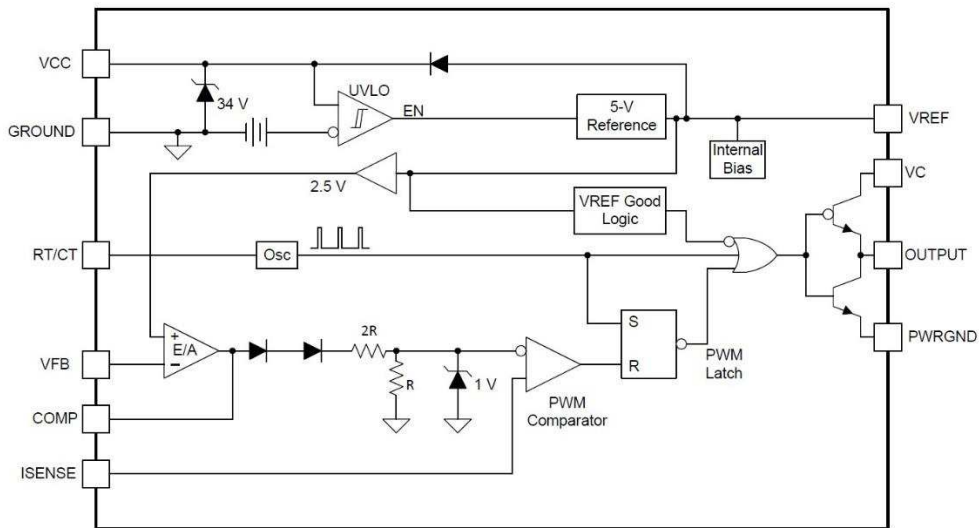 VCC
34 V
UVLO
EN
5-V
Reference
VREF
GROUND
Internal
Bias
VC
2.5 V
VREF Good
Logic
RT/CT
Osc
OUTPUT
S
R
PWM
Latch
PWRGND
+
E/A
−
VFB
2R
R
1 V
PWM
Comparator
COMP
ISENSE